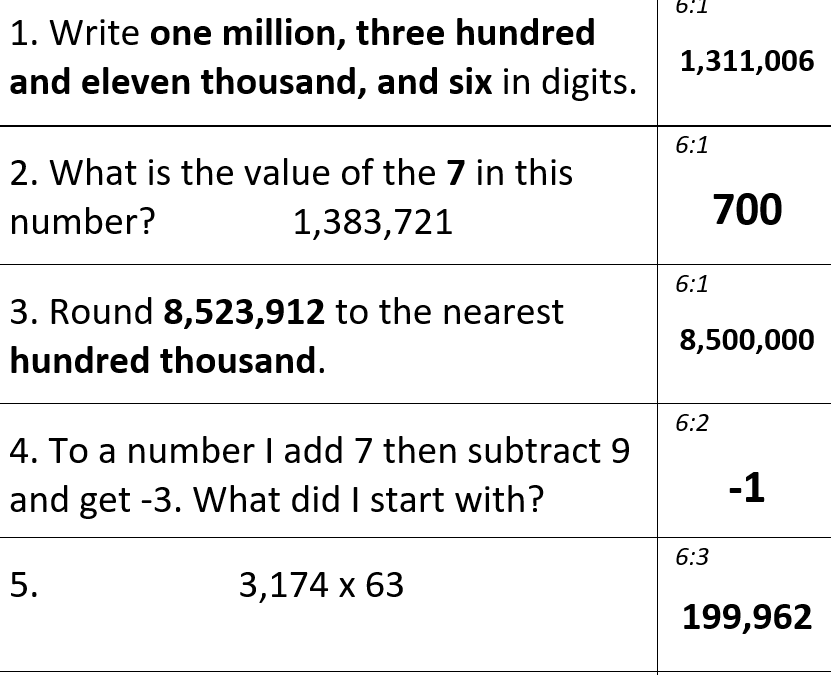 6:1
1. Write one million, three hundred
and eleven thousand, and six in digits.
1,311,006
6:1
2. What is the value of the 7 in this
number? 1,383,721
700
6:1
3. Round 8,523,912 to the nearest
hundred thousand.
8,500,000
6:2
4. To a number I add 7 then subtract 9
and get -3. What did I start with?
-1
6:3
5. 3,174 x 63
199,962